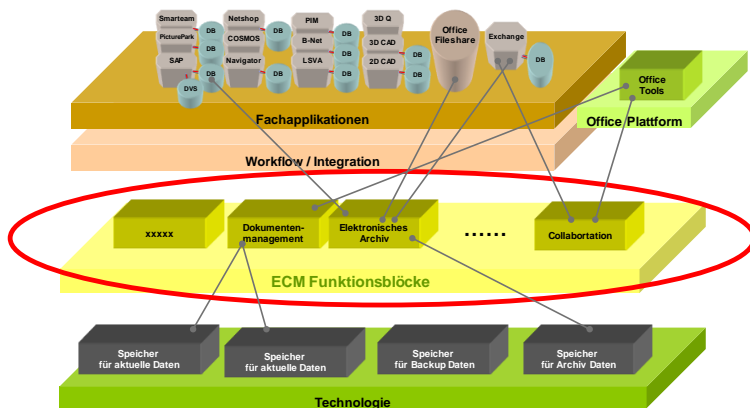 Smarteam
DB
Netshop
DB
PIM
DB
3D Q
Office
Fileshare
PicturePark
DB
COSMOS
B-Net
DB
3D CAD
DB
Exchange
DB
SAP
DB
Navigator
DB
LSVA
DB
2D CAD
DB
DVS
Office
Tools
Fachapplikationen
Office Plattform
Workflow / Integration
xxxxx
Dokumenten-
management
Elektronisches
Archiv
......
Collabortation
ECM Funktionsblöcke
Speicher
für aktuelle Daten
Speicher
für aktuelle Daten
Speicher
für Backup Daten
Speicher
für Archiv Daten
Technologie